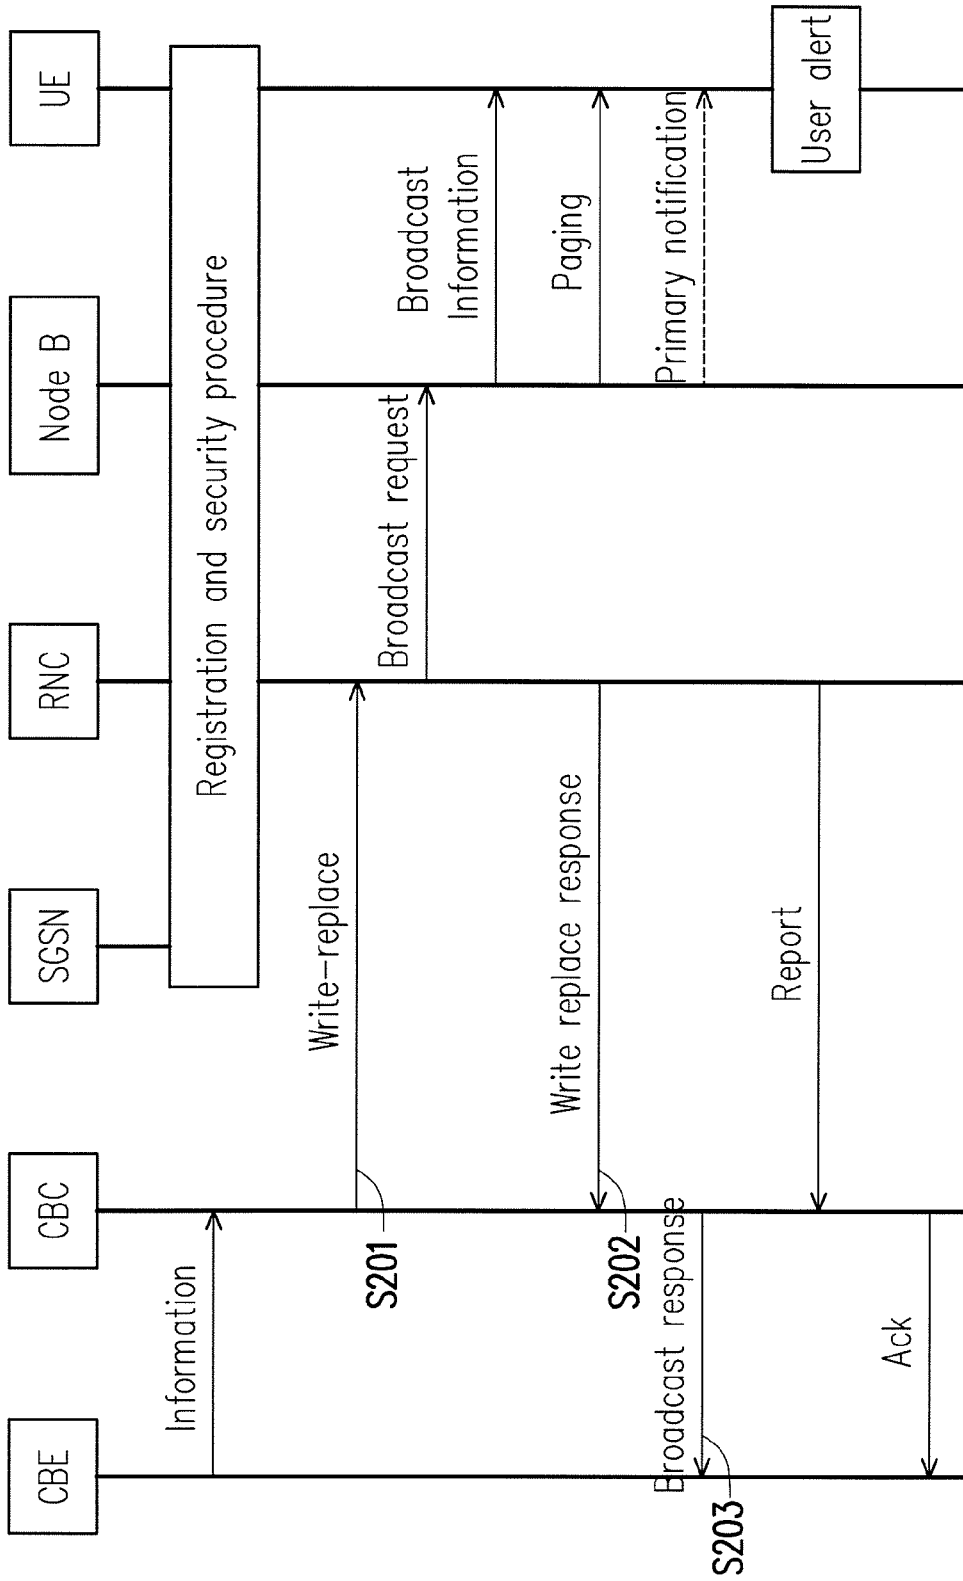 CBE
CBC
SGSN
RNC
Node B
UE
Registration and security procedure
Information
Write-replace
S201
Broadcast request
Broadcast
Information
Write replace response
S202
Paging
Broadcast response
S203
Primary notification
Report
User alert
Ack